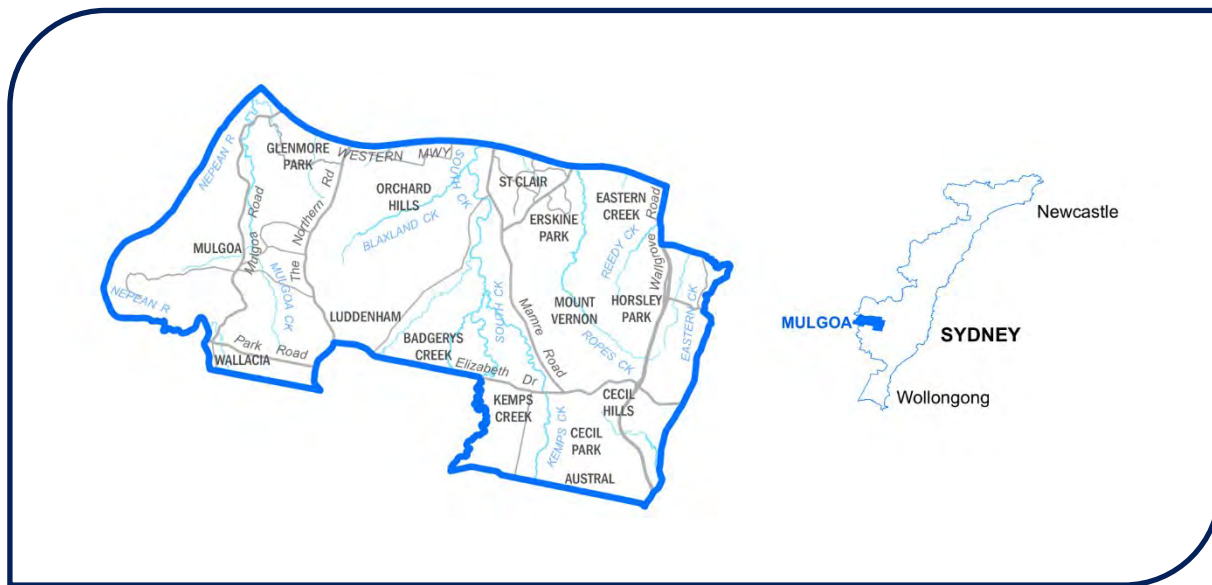 NEPEAN R
GLENMORE
PARK
WESTERN MWY
SOUTH CK
ST CLAIR
ORCHARD
HILLS
EASTERN
CREEK
ERSKINE
PARK
Mulgoa Road
The Northern Rd
BLAXLAND CK
REEDY CK
Wallgrove Road
MULGOA
MULGOA CK
NEPEAN R
LUDDENHAM
SOUTH CK
Mamre Road
MOUNT
VERNON
HORSLEY
PARK
EASTERN CK
ROPES CK
BADGERYS
CREEK
Park Road
WALLACIA
Elizabeth Dr
KEMPS
CREEK
KEMPS CK
CECIL
HILLS
CECIL
PARK
AUSTRAL
Newcastle
MULGOA
SYDNEY
Wollongong